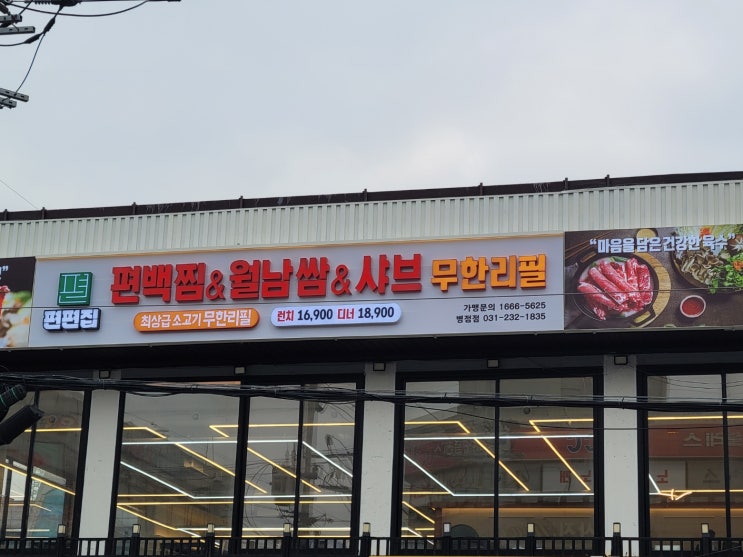 편
편편집
편백찜&월남쌈&샤브 무한리필
최상급 소고기 무한리필
런치 16,900 디너 18,900
가맹문의 1666-5625
병점점 031-232-1835
"마음을 담은 건강한 육수"